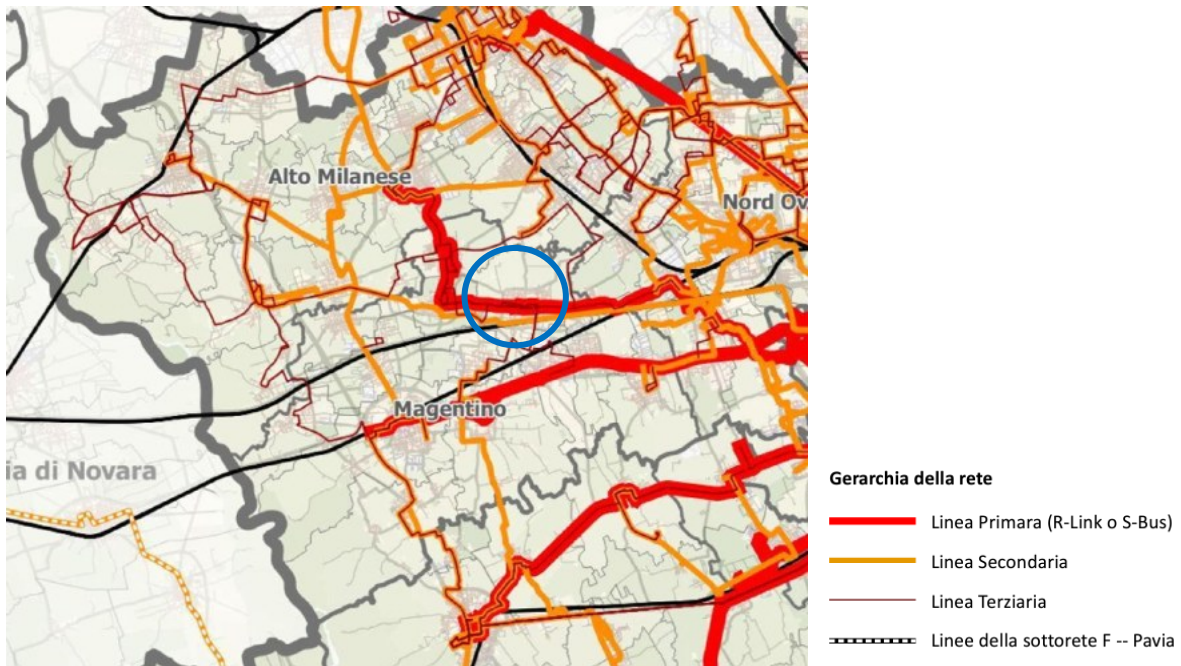 Alto Milanese
Nord Ov
Magentino
ia di Novara
Gerarchia della rete
Linea Primara (R-Link o S-Bus)
Linea Secondaria
Linea Terziaria
Linee della sottorete F -- Pavia